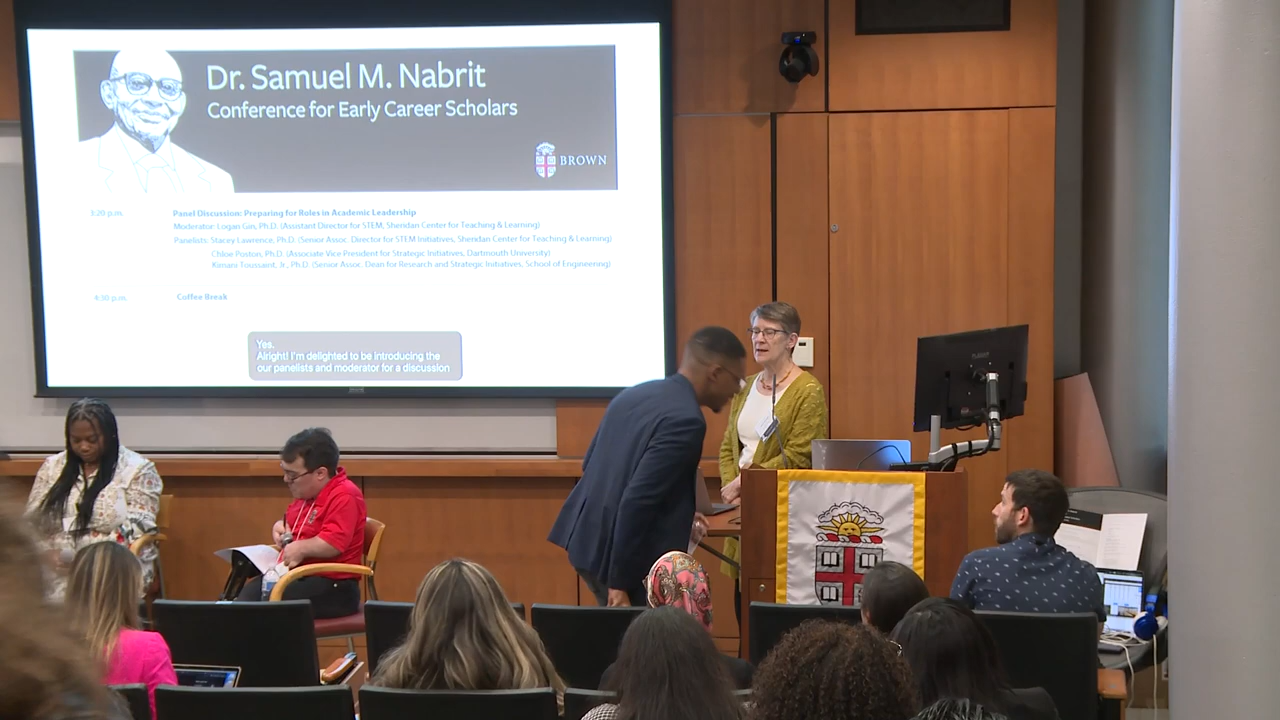 Dr. Samuel M. Nabrit
Conference for Early Career Scholars
BROWN
3:20 p.m. Panel Discussion: Preparing for Roles in Academic Leadership
Moderator: Logan Gin, Ph.D. (Assistant Director for STEM, Sheridan Center for Teaching & Learning)
Panelists: Stacey Lawrence, Ph.D. (Senior Assoc. Director for STEM Initiatives, Sheridan Center for Teaching & Learning)
Chloe Poston, Ph.D. (Associate Vice President for Strategic Initiatives, Dartmouth University)
Kimani Toussaint, Jr., Ph.D. (Senior Assoc. Dean for Research and Strategic Initiatives, School of Engineering)
4:30 p.m. Coffee Break
Yes.
Alright! I'm delighted to be introducing the
our panelists and moderator for a discussion